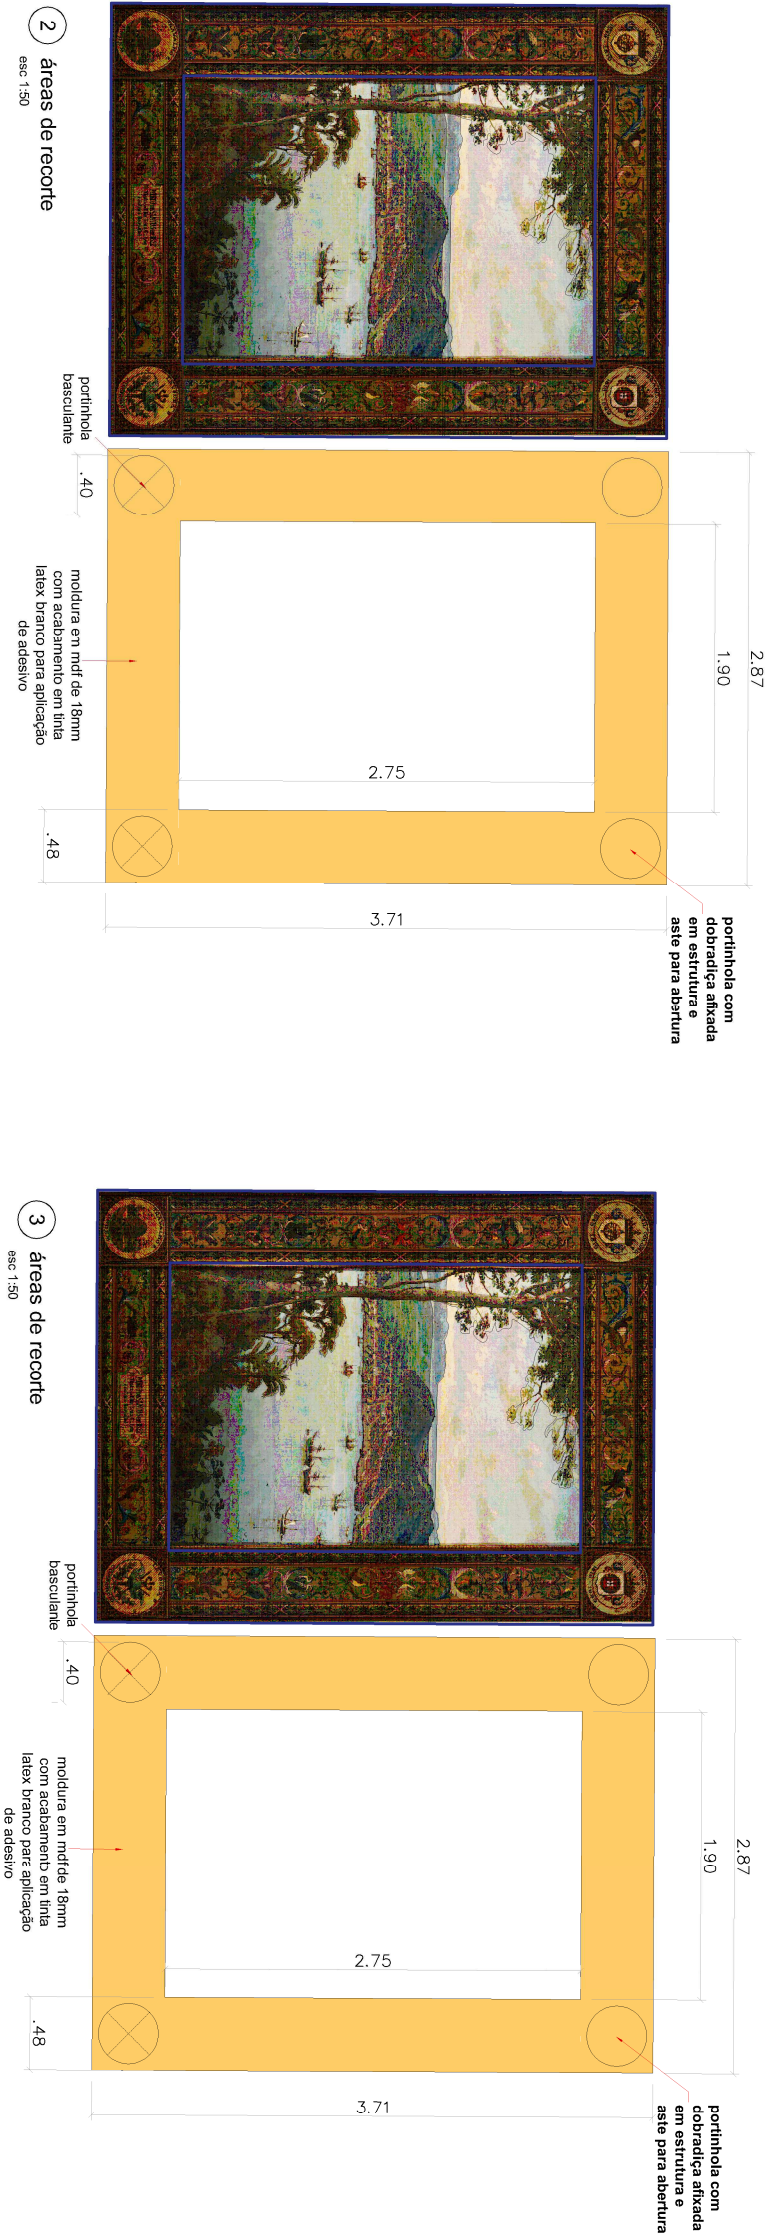 2.87
1.90
2.75
3.71
.40
.48
portinhola
basculante
moldura em mdf de 18mm
com acabamento em tinta
latex branco para aplicação
de adesivo
portinhola com
dobradiça afixada
em estrutura e
aste para abertura
2
áreas de recorte
esc 1:50
2.87
1.90
2.75
3.71
.40
.48
portinhola
basculante
moldura em mdf de 18mm
com acabamento em tinta
latex branco para aplicação
de adesivo
portinhola com
dobradiça afixada
em estrutura e
aste para abertura
3
áreas de recorte
esc 1:50